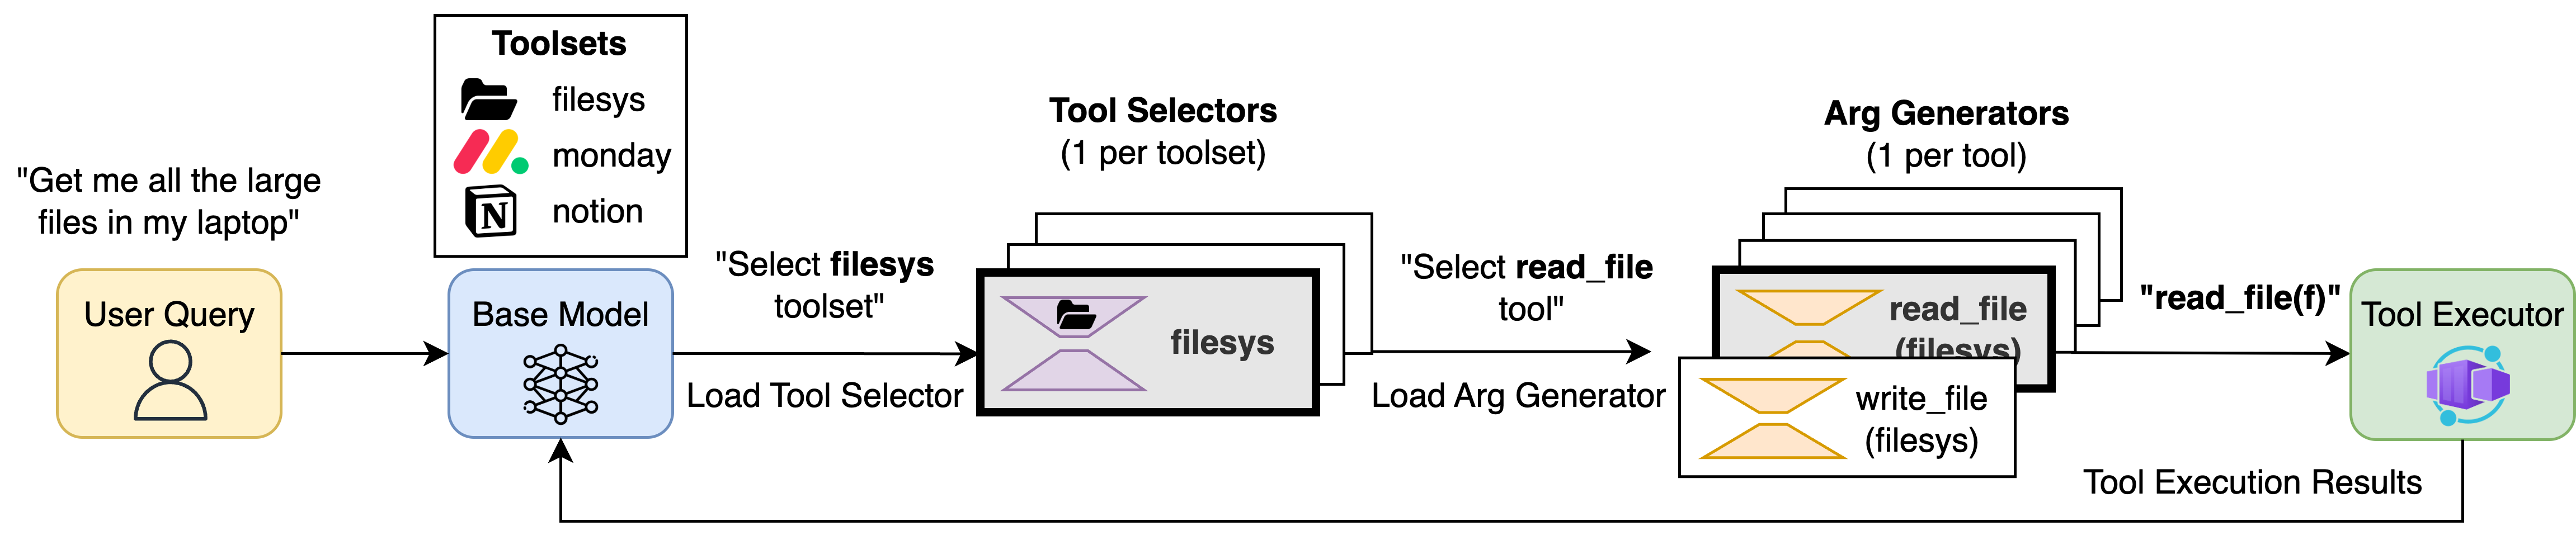 "Get me all the large
files in my laptop"
User Query
Toolsets
filesys
monday
N
notion
Base Model
"Select filesys
toolset"
Load Tool Selector
Tool Selectors
(1 per toolset)
filesys
"Select read_file
tool"
Load Arg Generator
Arg Generators
(1 per tool)
read_file
(filesys)
write_file
(filesys)
"read_file(f)"
Tool Executor
Tool Execution Results